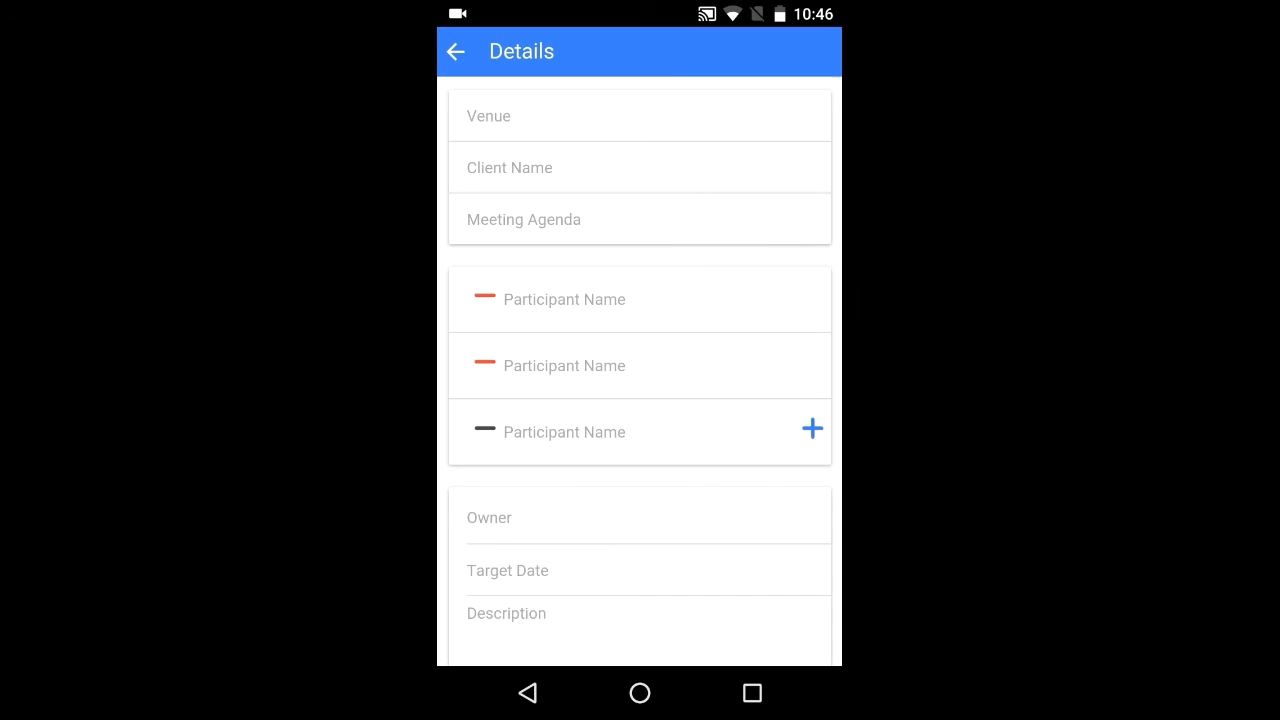 10:46
Details
Venue
Client Name
Meeting Agenda
Participant Name
Participant Name
Participant Name
Owner
Target Date
Description